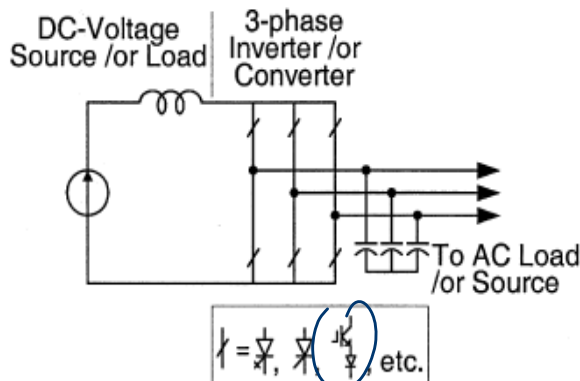 DC-Voltage
Source /or Load
3-phase
Inverter /or
Converter
To AC Load
/or Source
= , , , etc.